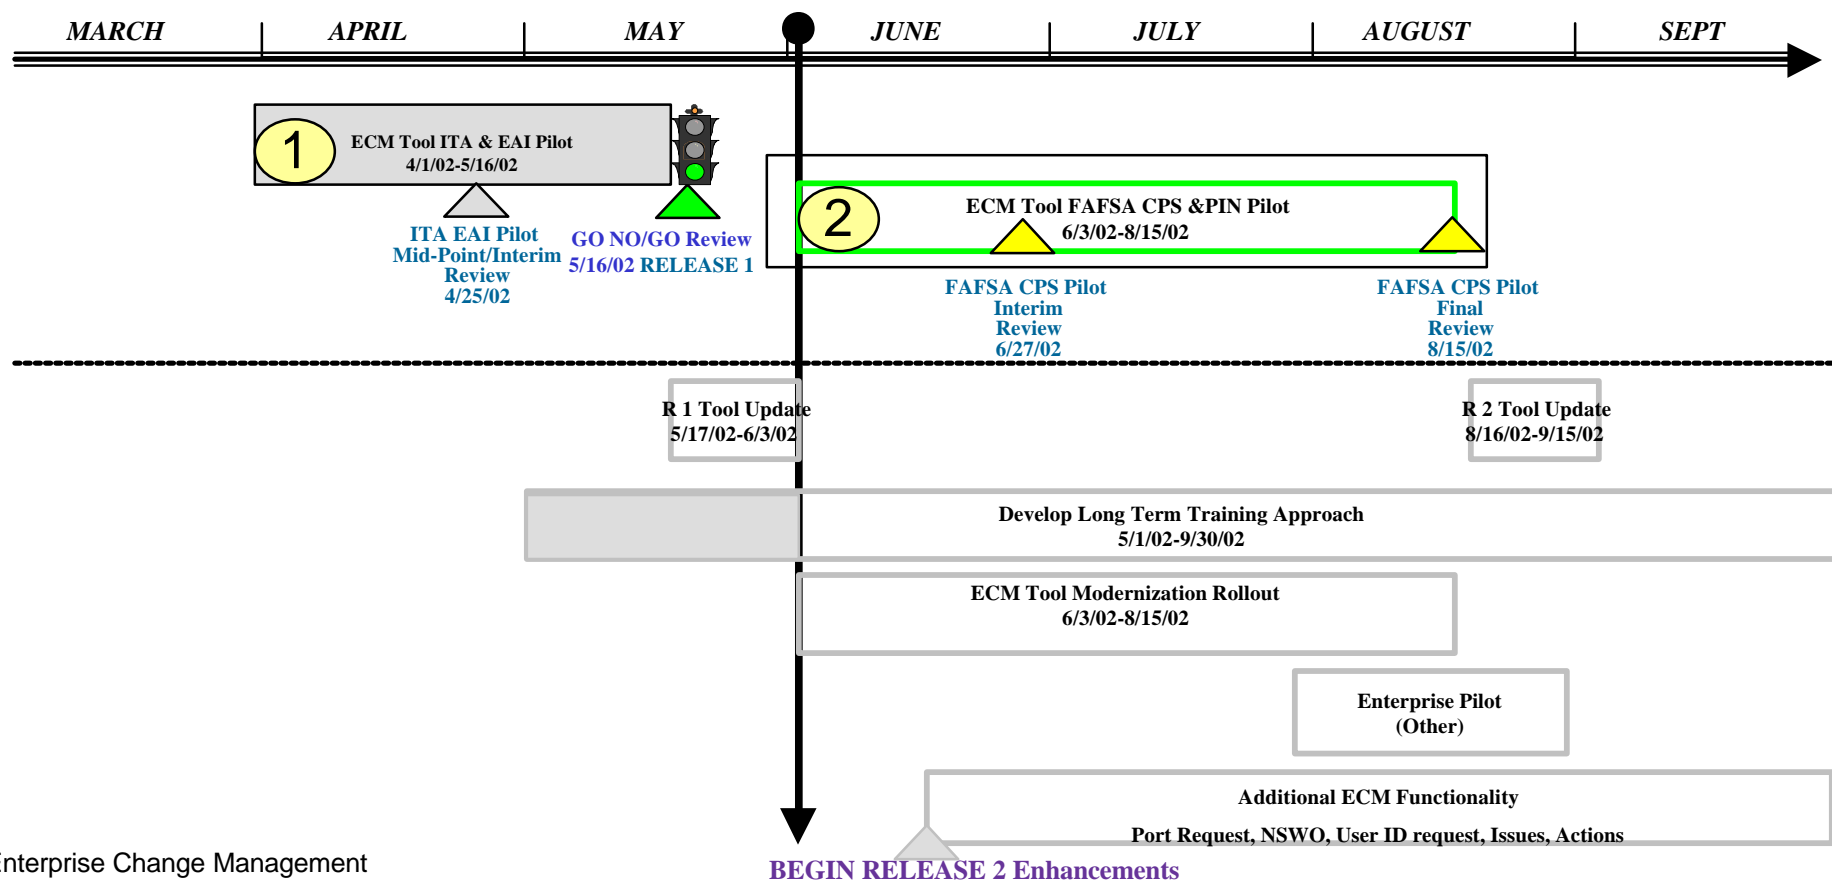 MARCH APRIL MAY JUNE JULY AUGUST SEPT
1
ECM Tool ITA & EAI Pilot
4/1/02-5/16/02
ITA EAI Pilot
Mid-Point/Interim
Review
4/25/02
GO NO/GO Review
5/16/02 RELEASE 1
2
ECM Tool FAFSA CPS &PIN Pilot
6/3/02-8/15/02
FAFSA CPS Pilot
Interim
Review
6/27/02
FAFSA CPS Pilot
Final
Review
8/15/02
R 1 Tool Update
5/17/02-6/3/02
R 2 Tool Update
8/16/02-9/15/02
Develop Long Term Training Approach
5/1/02-9/30/02
ECM Tool Modernization Rollout
6/3/02-8/15/02
Enterprise Pilot
(Other)
Additional ECM Functionality
Port Request, NSWO, User ID request, Issues, Actions
BEGIN RELEASE 2 Enhancements
nterprise Change Management